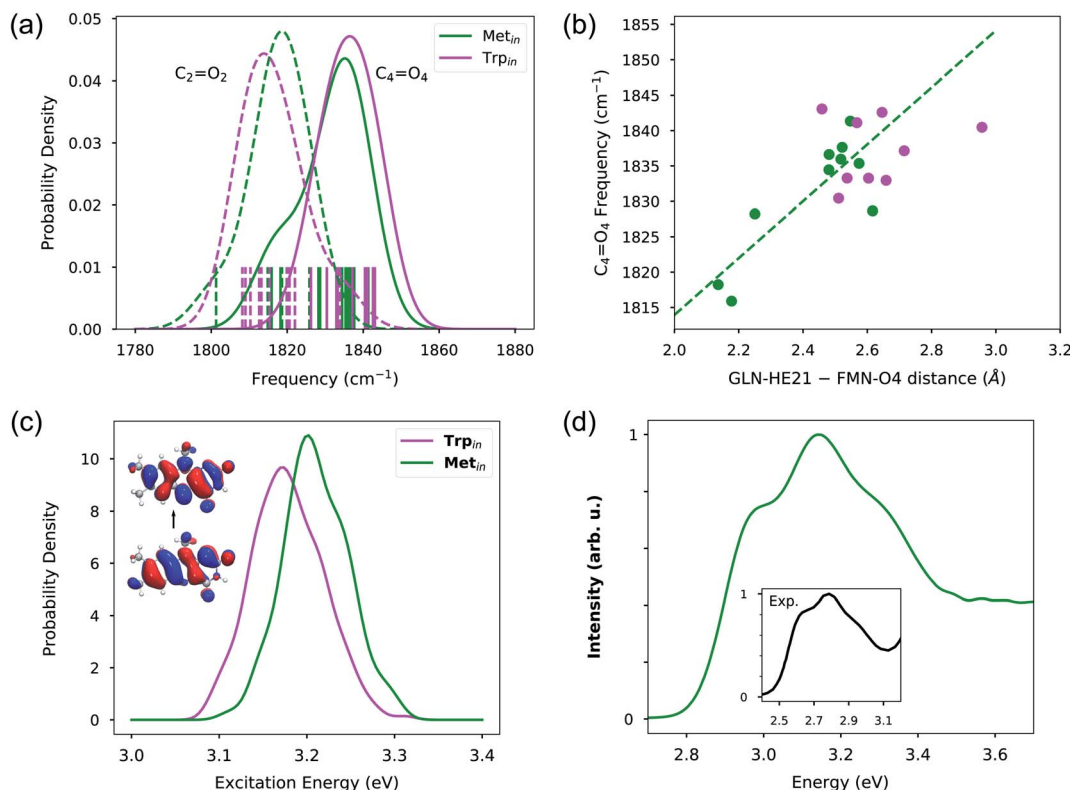 (a)
0.05
0.04
0.03
0.02
0.01
0.00
Probability Density
C₂=O₂
C₄=O₄
Met_in
Trp_in
1780 1800 1820 1840 1860 1880
Frequency (cm⁻¹)
(b)
1855
1850
1845
1840
1835
1830
1825
1820
1815
C₄=O₄ Frequency (cm⁻¹)
2.0 2.2 2.4 2.6 2.8 3.0 3.2
GLN-HE21 − FMN-O4 distance (Å)
(c)
10
8
6
4
2
0
Probability Density
Trp_in
Met_in
3.0 3.1 3.2 3.3 3.4
Excitation Energy (eV)
(d)
1
0
Intensity (arb. u.)
Exp.
1
0
2.5 2.7 2.9 3.1
2.8 3.0 3.2 3.4 3.6
Energy (eV)